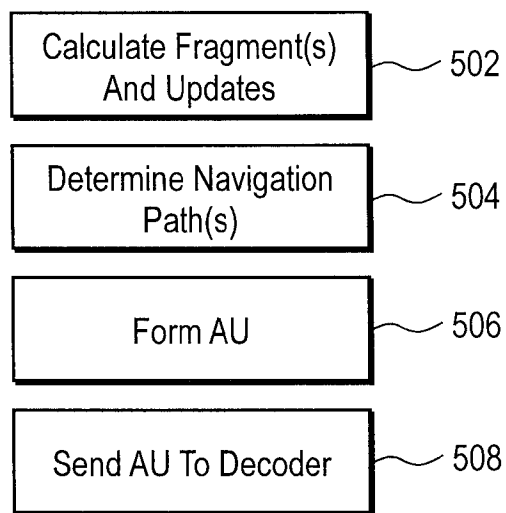 Calculate Fragment(s)
And Updates
502
Determine Navigation
Path(s)
504
Form AU
506
Send AU To Decoder
508